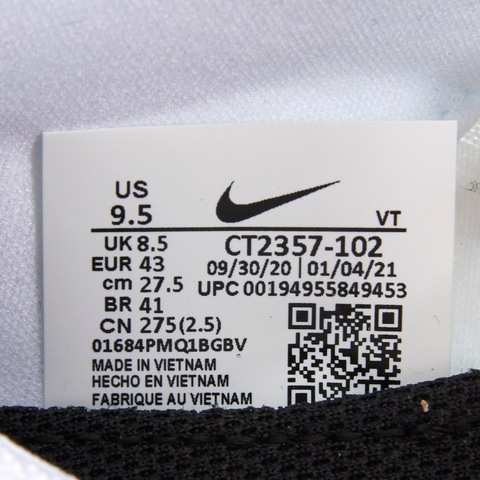 US
9.5
VT
UK 8.5
EUR 43
cm 27.5
BR 41
CN 275(2.5)
CT2357-102
09/30/20 | 01/04/21
UPC 00194955849453
01684PMQ1BGBV
MADE IN VIETNAM
HECHO EN VIETNAM
FABRIQUE AU VIETNAM